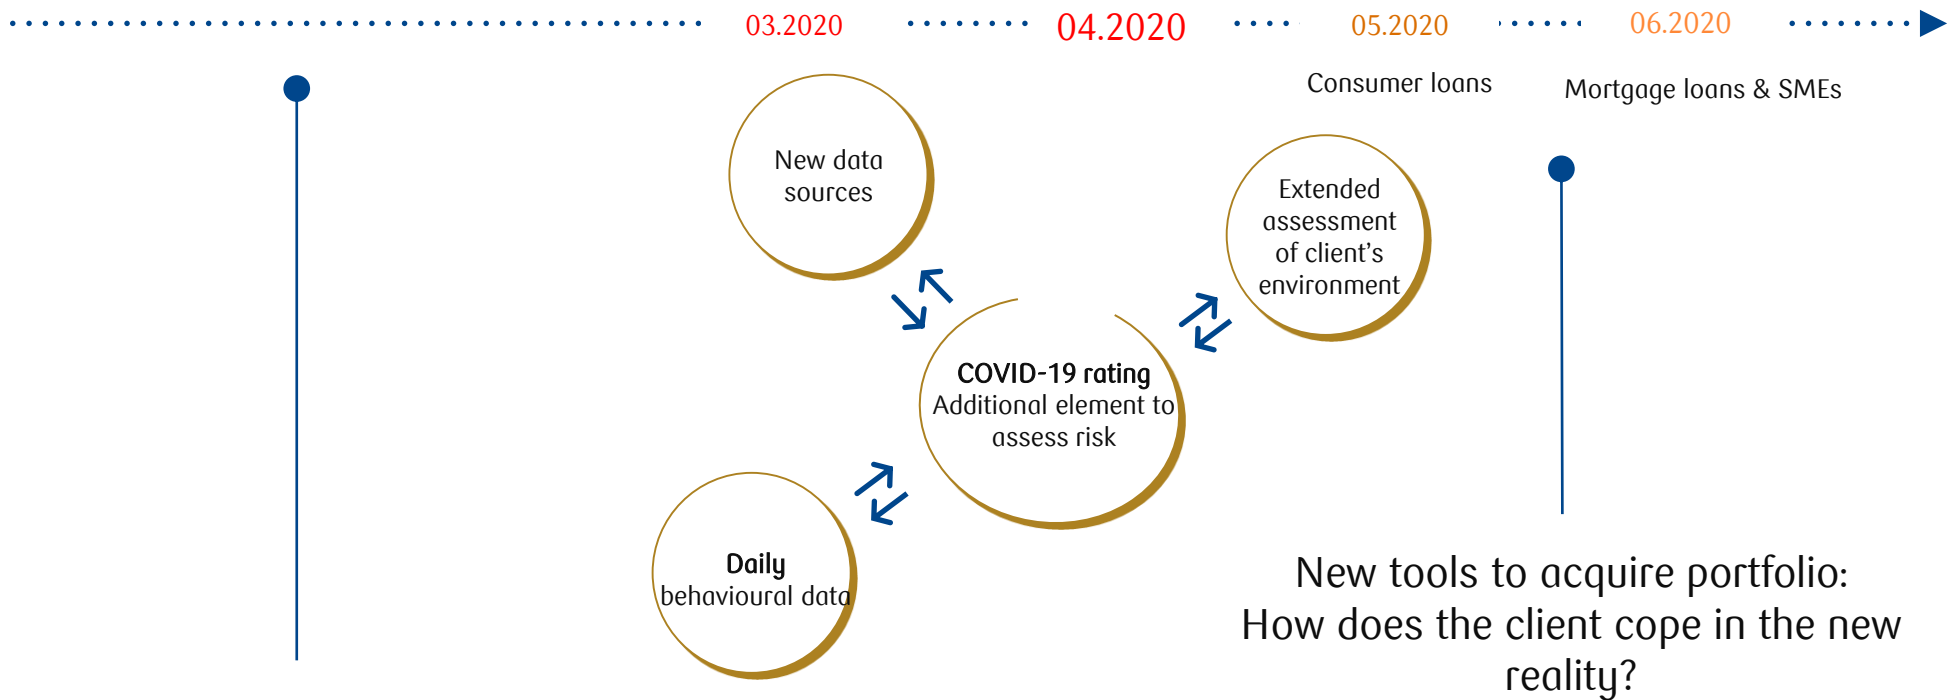 03.2020
04.2020
05.2020
06.2020
Consumer loans
Mortgage loans & SMEs
New data
sources
Extended
assessment
of client's
environment
COVID-19 rating
Additional element to
assess risk
Daily
behavioural data
New tools to acquire portfolio:
How does the client cope in the new
reality?